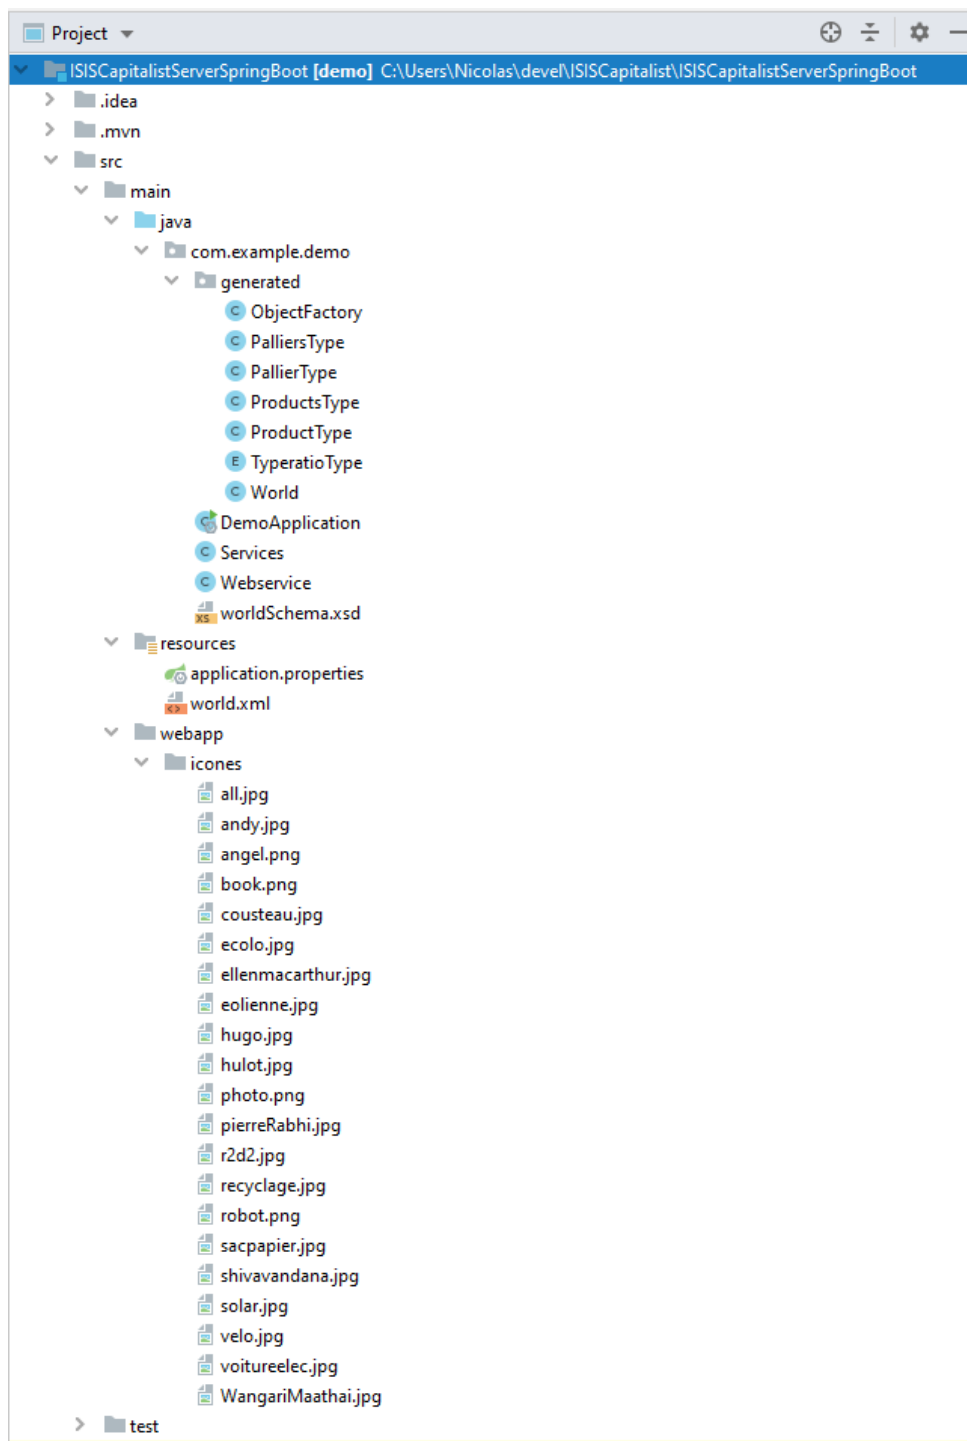 Project
ISISCapitalistServerSpringBoot [demo] C:\Users\Nicolas\devel\ISISCapitalist\ISISCapitalistServerSpringBoot
.idea
.mvn
src
main
java
com.example.demo
generated
C ObjectFactory
C PalliersType
C PallierType
C ProductsType
C ProductType
E TyperatioType
C World
C DemoApplication
C Services
C Webservice
XS worldSchema.xsd
resources
application.properties
<> world.xml
webapp
icones
all.jpg
andy.jpg
angel.png
book.png
cousteau.jpg
ecolo.jpg
ellenmacarthur.jpg
eolienne.jpg
hugo.jpg
hulot.jpg
photo.png
pierreRabhi.jpg
r2d2.jpg
recyclage.jpg
robot.png
sacpapier.jpg
shivavandana.jpg
solar.jpg
velo.jpg
voitureelec.jpg
WangariMaathai.jpg
test